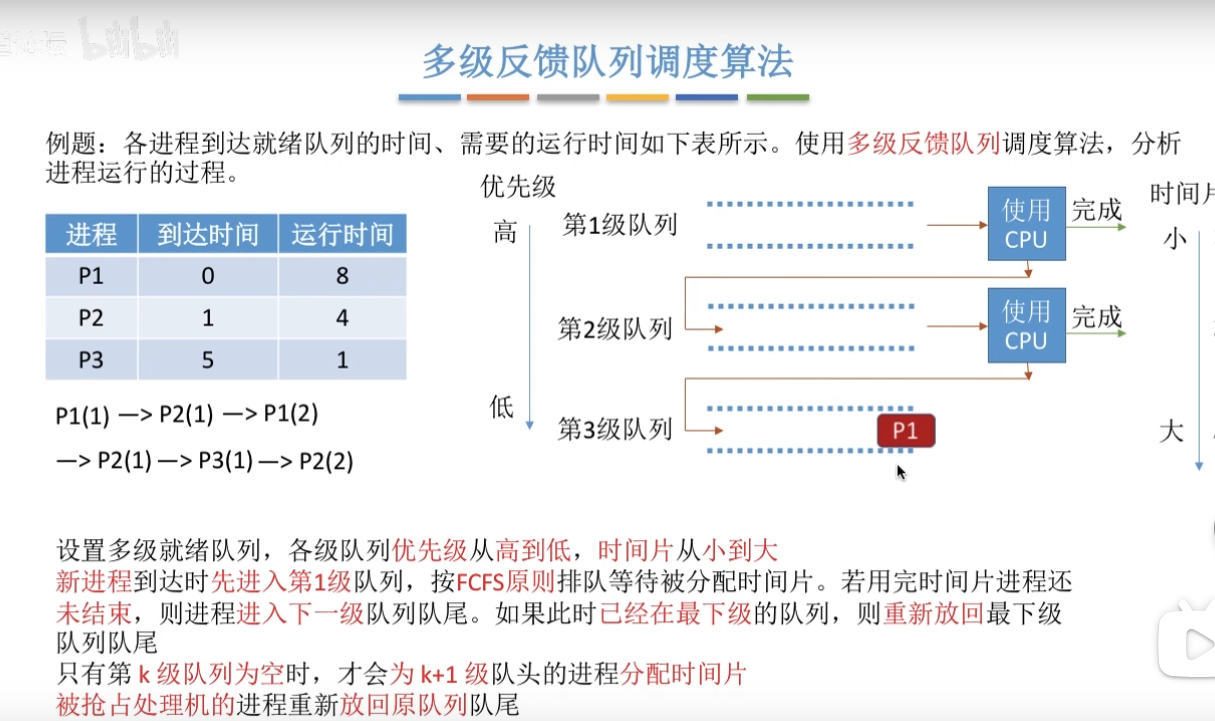 bilibili
多级反馈队列调度算法
例题：各进程到达就绪队列的时间、需要的运行时间如下表所示。使用多级反馈队列调度算法，分析
进程运行的过程。
进程 到达时间 运行时间
P1 0 8
P2 1 4
P3 5 1
P1(1) —> P2(1) —> P1(2)
—> P2(1) —> P3(1) —> P2(2)
优先级
高
低
第1级队列
使用
CPU
完成
第2级队列
使用
CPU
完成
第3级队列
P1
时间片
小
大
设置多级就绪队列，各级队列优先级从高到低，时间片从小到大
新进程到达时先进入第1级队列，按FCFS原则排队等待被分配时间片。若用完时间片进程还
未结束，则进程进入下一级队列队尾。如果此时已经在最下级的队列，则重新放回最下级
队列队尾
只有第 k 级队列为空时，才会为 k+1 级队头的进程分配时间片
被抢占处理机的进程重新放回原队列队尾